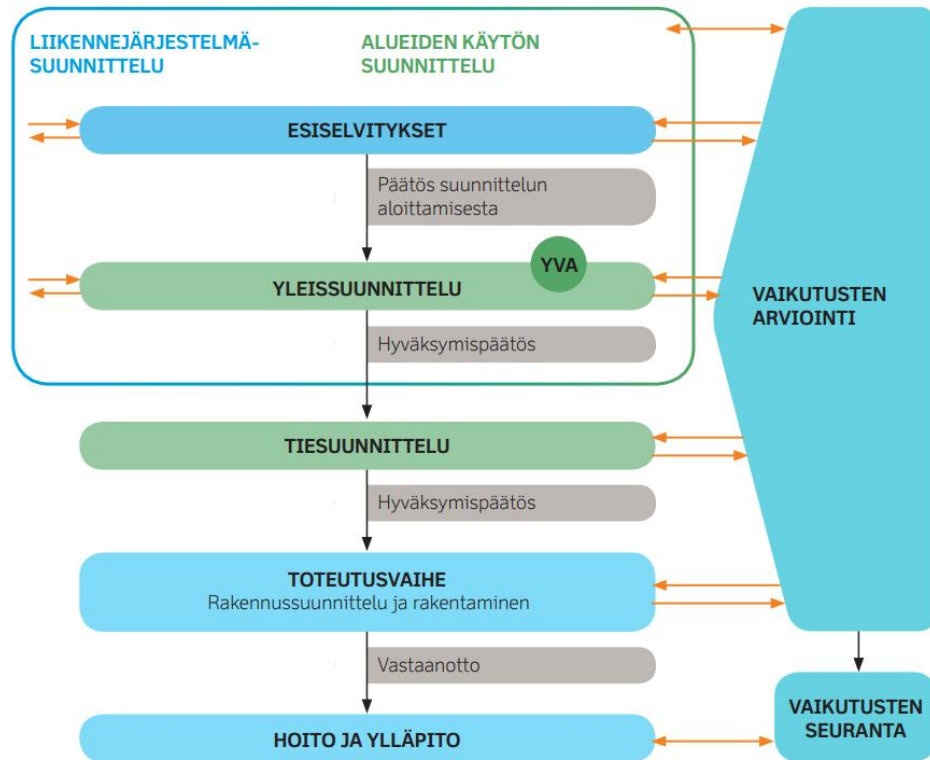 LIIKENNEJÄRJESTELMÄ-
SUUNNITTELU
ALUEIDEN KÄYTÖN
SUUNNITTELU
ESISELVITYKSET
Päätös suunnittelun
aloittamisesta
YVA
YLEISSUUNNITTELU
VAIKUTUSTEN
ARVIOINTI
Hyväksymispäätös
TIESUUNNITTELU
Hyväksymispäätös
TOTEUTUSVAIHE
Rakennussuunnittelu ja rakentaminen
Vastaanotto
VAIKUTUSTEN
SEURANTA
HOITO JA YLLÄPITO